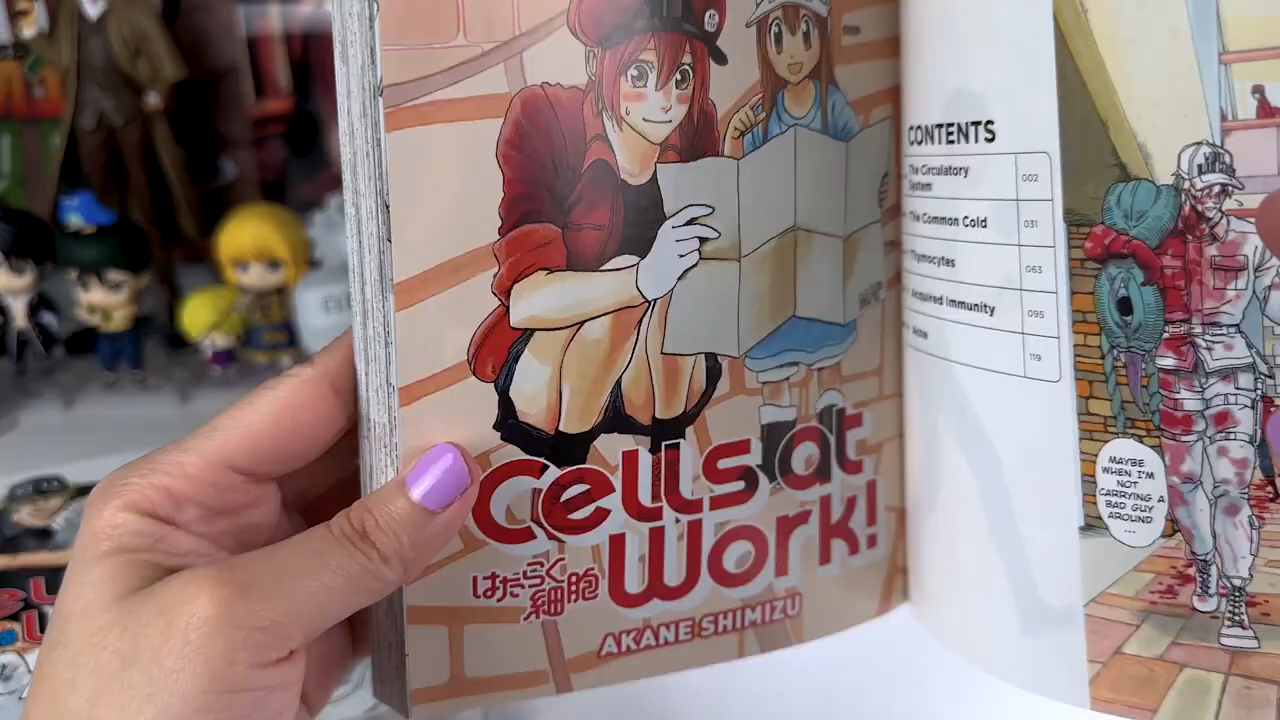 Cells at
Work!
はたらく
細胞
AKANE SHIMIZU
CONTENTS
The Circulatory
System
002
The Common Cold
031
Thymocytes
063
Acquired Immunity
095
Acne
119
MAYBE
WHEN I'M
NOT
CARRYING A
BAD GUY
AROUND
...